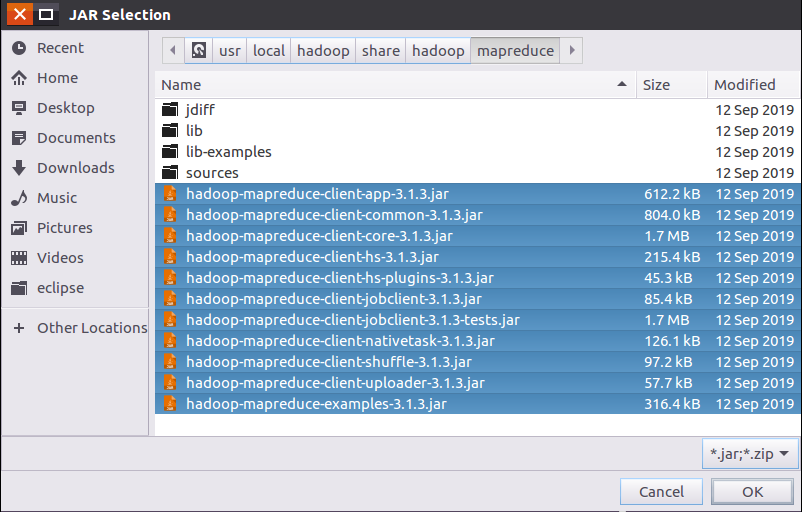 JAR Selection
Recent
Home
Desktop
Documents
Downloads
Music
Pictures
Videos
eclipse
Other Locations
usr local hadoop share hadoop mapreduce
Name Size Modified
jdiff 12 Sep 2019
lib 12 Sep 2019
lib-examples 12 Sep 2019
sources 12 Sep 2019
hadoop-mapreduce-client-app-3.1.3.jar 612.2 kB 12 Sep 2019
hadoop-mapreduce-client-common-3.1.3.jar 804.0 kB 12 Sep 2019
hadoop-mapreduce-client-core-3.1.3.jar 1.7 MB 12 Sep 2019
hadoop-mapreduce-client-hs-3.1.3.jar 215.4 kB 12 Sep 2019
hadoop-mapreduce-client-hs-plugins-3.1.3.jar 45.3 kB 12 Sep 2019
hadoop-mapreduce-client-jobclient-3.1.3.jar 85.4 kB 12 Sep 2019
hadoop-mapreduce-client-jobclient-3.1.3-tests.jar 1.7 MB 12 Sep 2019
hadoop-mapreduce-client-nativetask-3.1.3.jar 126.1 kB 12 Sep 2019
hadoop-mapreduce-client-shuffle-3.1.3.jar 97.2 kB 12 Sep 2019
hadoop-mapreduce-client-uploader-3.1.3.jar 57.7 kB 12 Sep 2019
hadoop-mapreduce-examples-3.1.3.jar 316.4 kB 12 Sep 2019
*.jar;*.zip
Cancel OK